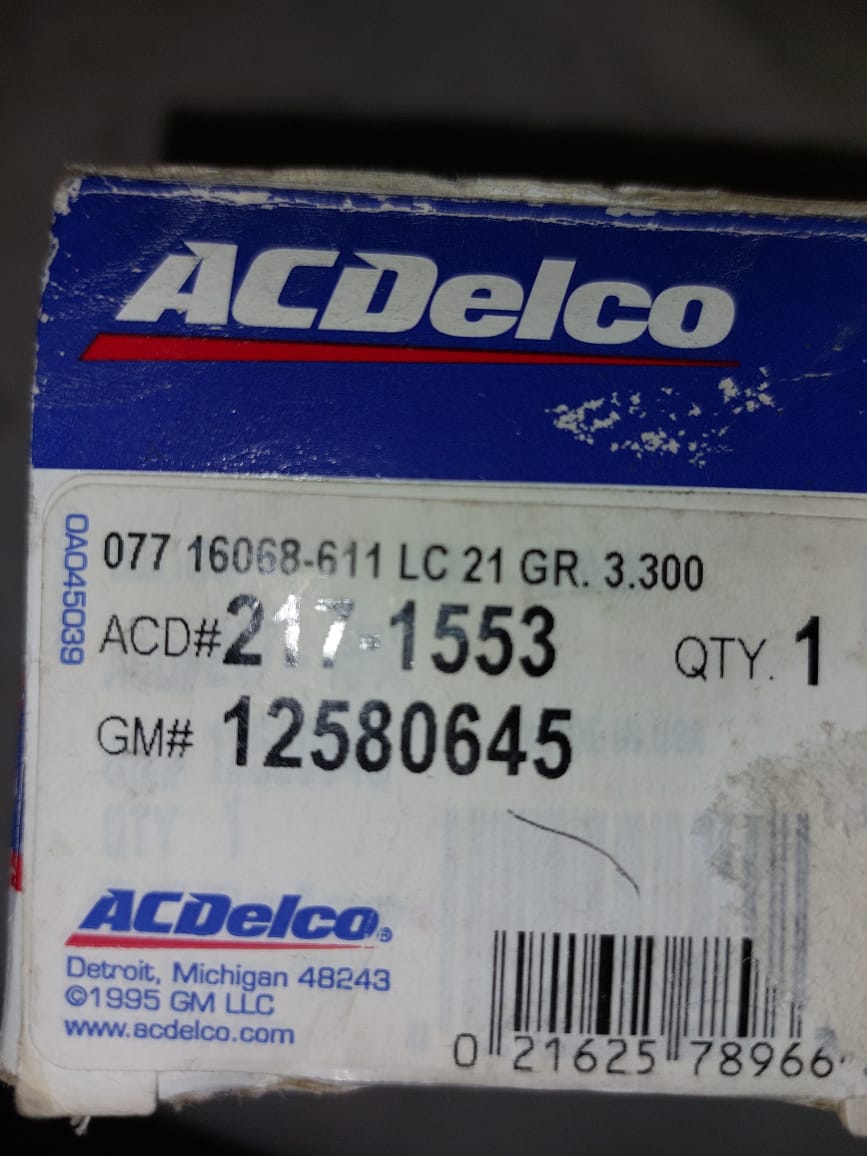 ACDelco
0A045039
077 16068-611 LC 21 GR. 3.300
ACD# 217-1553 QTY. 1
GM# 12580645
ACDelco®
Detroit, Michigan 48243
©1995 GM LLC
www.acdelco.com
0 21625 78966